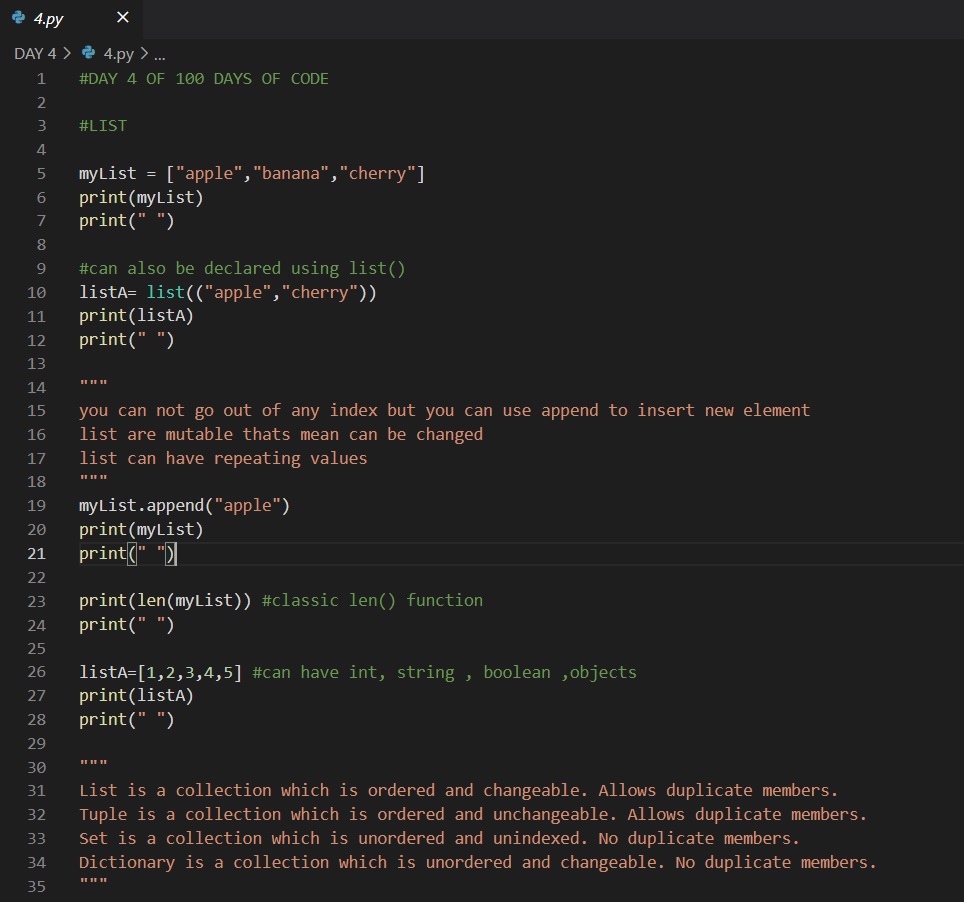 4.py ×
DAY 4 > 4.py > ...
1 #DAY 4 OF 100 DAYS OF CODE
2
3 #LIST
4
5 myList = ["apple","banana","cherry"]
6 print(myList)
7 print(" ")
8
9 #can also be declared using list()
10 listA= list(("apple","cherry"))
11 print(listA)
12 print(" ")
13
14 """
15 you can not go out of any index but you can use append to insert new element
16 list are mutable thats mean can be changed
17 list can have repeating values
18 """
19 myList.append("apple")
20 print(myList)
21 print(" ")
22
23 print(len(myList)) #classic len() function
24 print(" ")
25
26 listA=[1,2,3,4,5] #can have int, string , boolean ,objects
27 print(listA)
28 print(" ")
29
30 """
31 List is a collection which is ordered and changeable. Allows duplicate members.
32 Tuple is a collection which is ordered and unchangeable. Allows duplicate members.
33 Set is a collection which is unordered and unindexed. No duplicate members.
34 Dictionary is a collection which is unordered and changeable. No duplicate members.
35 """